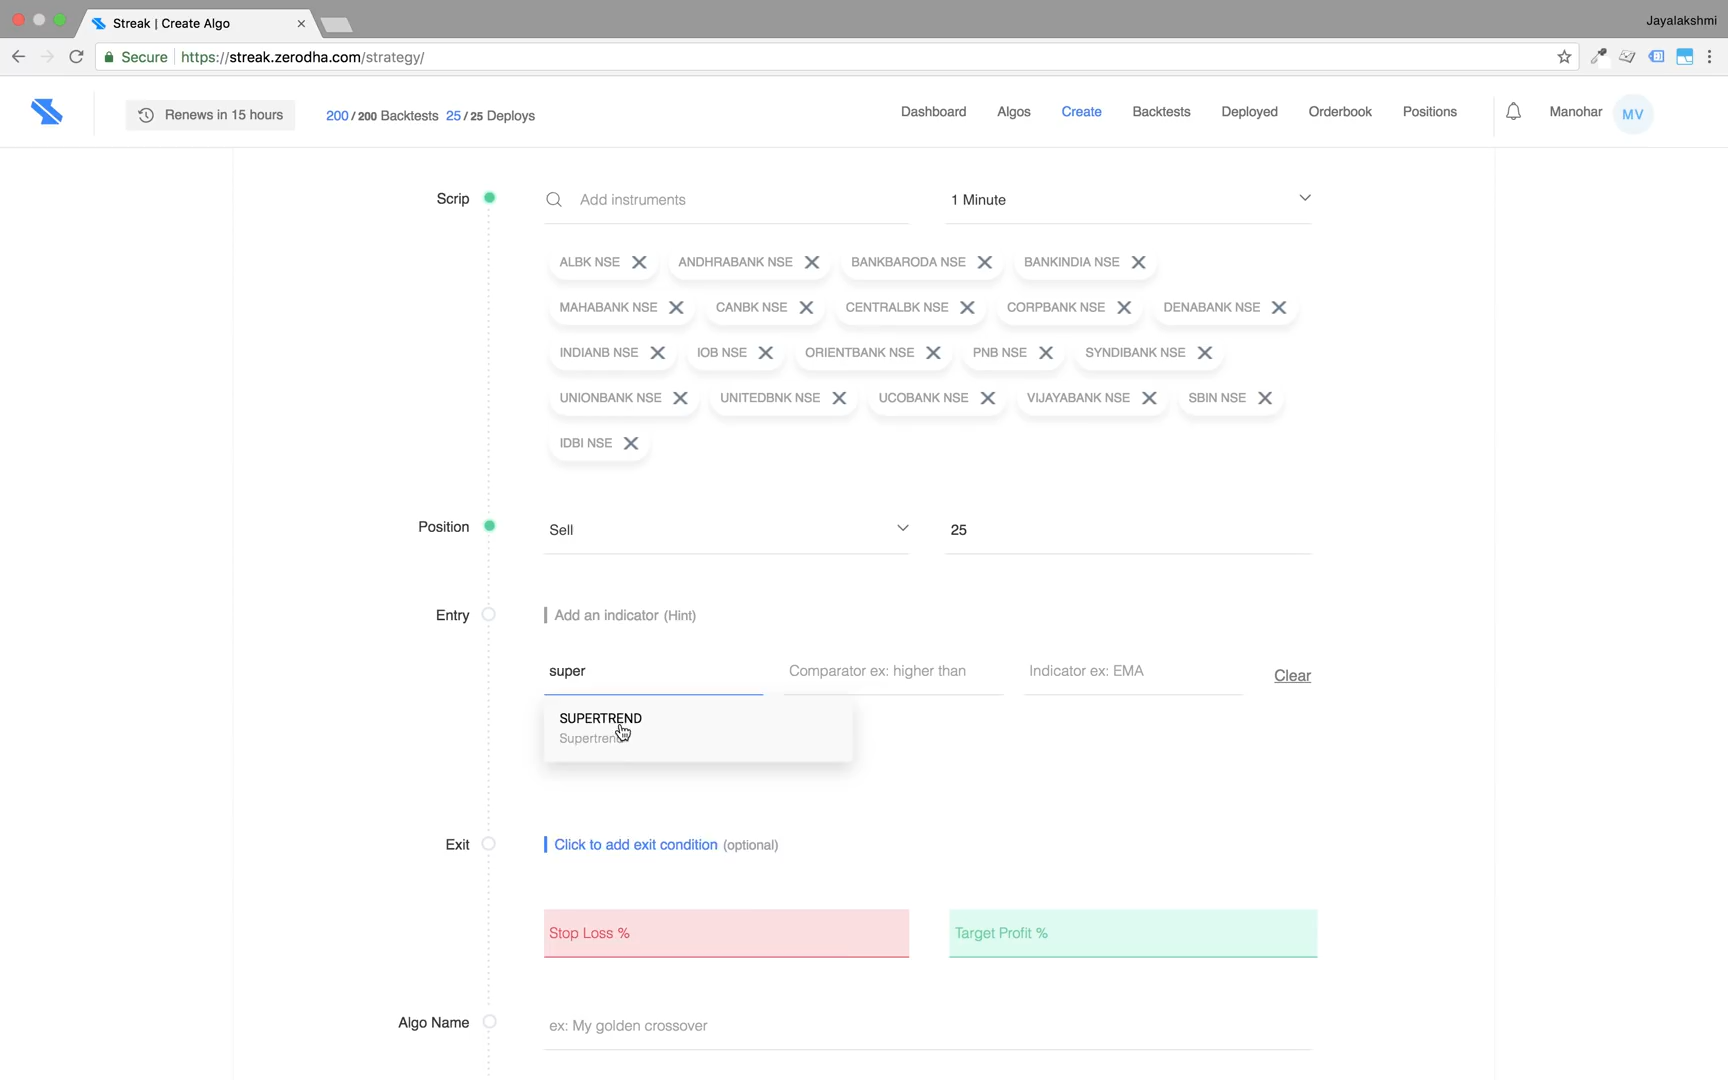 Streak | Create Algo
Jayalakshmi
Secure https://streak.zerodha.com/strategy/
Renews in 15 hours 200 / 200 Backtests 25 / 25 Deploys Dashboard Algos Create Backtests Deployed Orderbook Positions Manohar MV
Scrip Add instruments 1 Minute
ALBK NSE ANDHRABANK NSE BANKBARODA NSE BANKINDIA NSE
MAHABANK NSE CANBK NSE CENTRALBK NSE CORPBANK NSE DENABANK NSE
INDIANB NSE IOB NSE ORIENTBANK NSE PNB NSE SYNDIBANK NSE
UNIONBANK NSE UNITEDBNK NSE UCOBANK NSE VIJAYABANK NSE SBIN NSE
IDBI NSE
Position Sell 25
Entry Add an indicator (Hint)
super Comparator ex: higher than Indicator ex: EMA Clear
SUPERTREND
Supertrend
Exit Click to add exit condition (optional)
Stop Loss % Target Profit %
Algo Name ex: My golden crossover